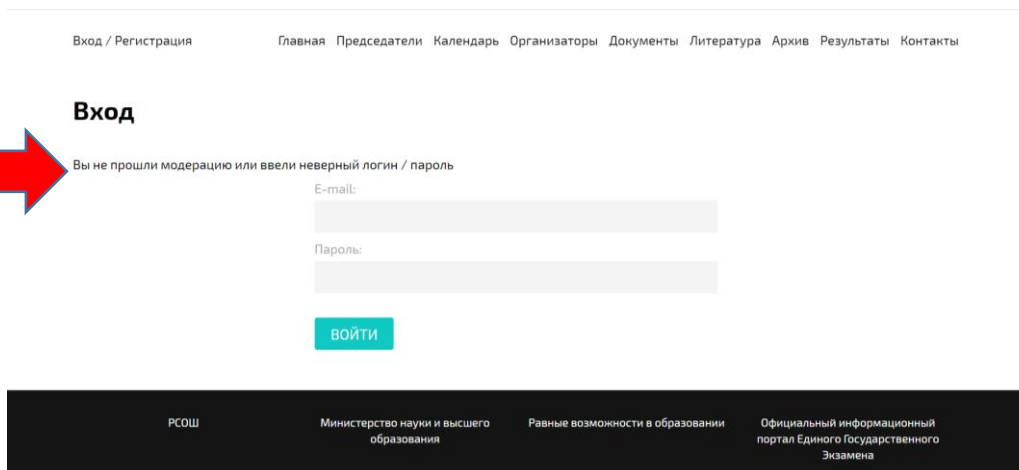 Вход / Регистрация Главная Председатели Календарь Организаторы Документы Литература Архив Результаты Контакты
Вход
Вы не прошли модерацию или ввели неверный логин / пароль
E-mail:
Пароль:
ВОЙТИ
РСОШ
Министерство науки и высшего
образования
Равные возможности в образовании
Официальный информационный
портал Единого Государственного
Экзамена